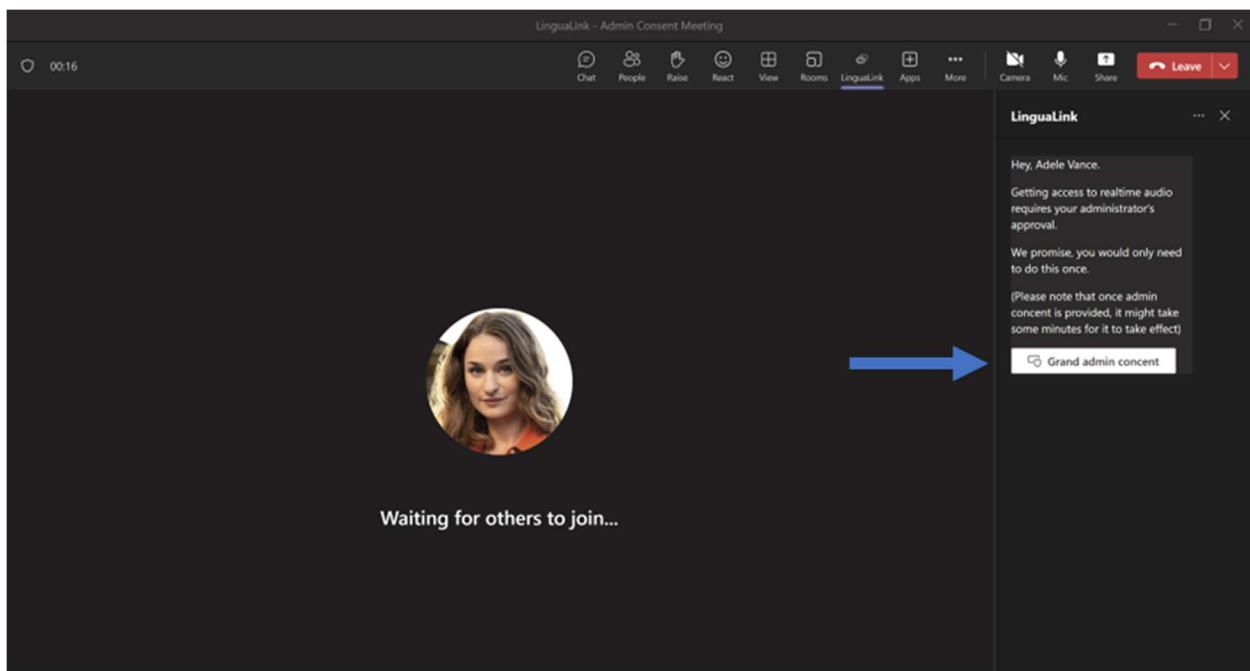 LinguaLink - Admin Consent Meeting
00:16
Chat People Raise React View Rooms LinguaLink Apps More Camera Mic Share Leave
LinguaLink
Hey, Adele Vance.
Getting access to realtime audio
requires your administrator's
approval.
We promise, you would only need
to do this once.
(Please note that once admin
concent is provided, it might take
some minutes for it to take effect)
Grand admin concent
Waiting for others to join...